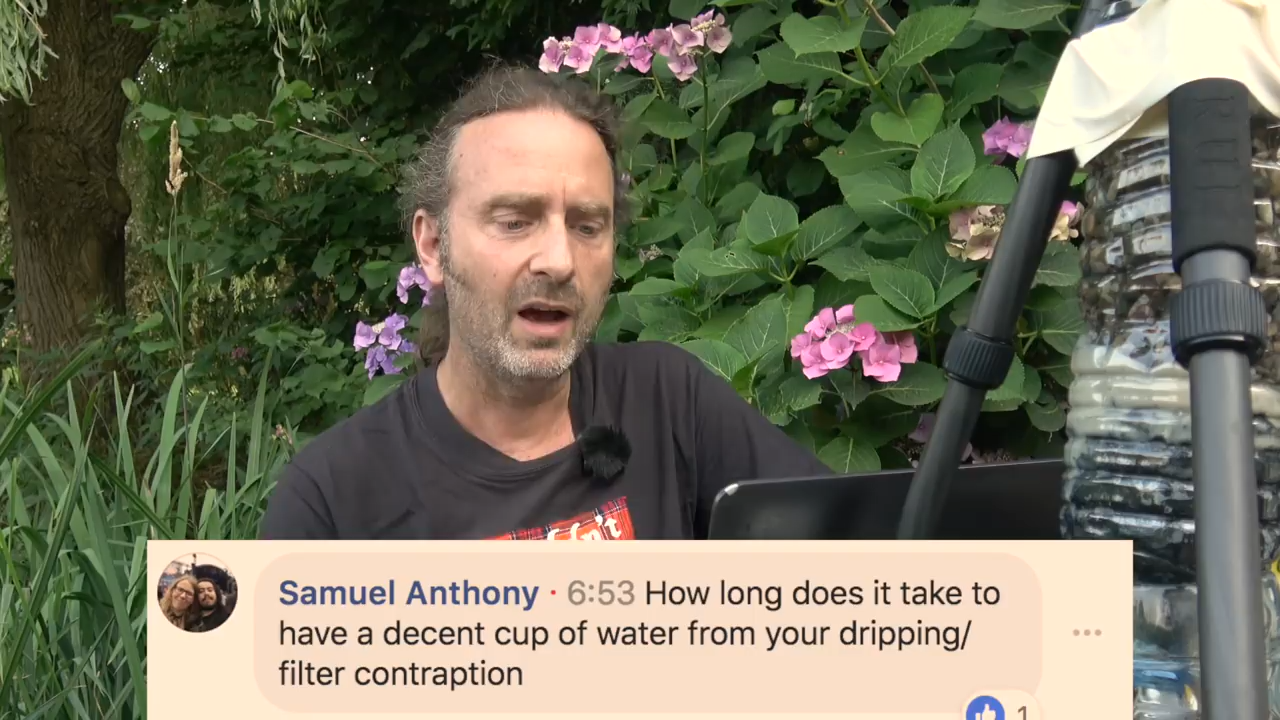 Samuel Anthony · 6:53 How long does it take to
have a decent cup of water from your dripping/
filter contraption
1